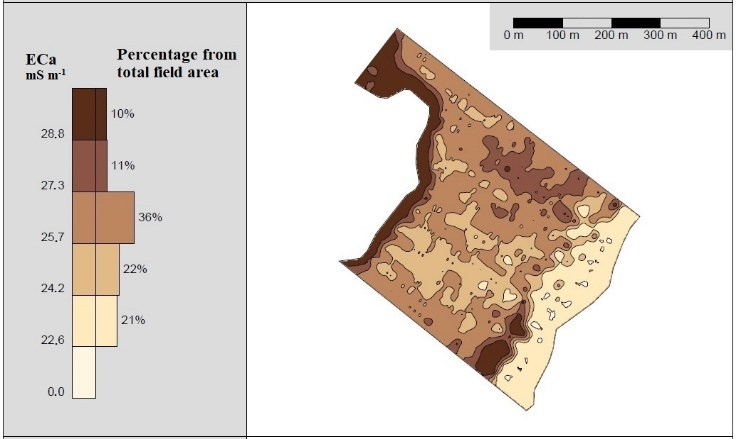 ECa
mS m⁻¹
Percentage from
total field area
10%
28,8
11%
27.3
36%
25,7
22%
24.2
21%
22,6
0.0
0 m 100 m 200 m 300 m 400 m